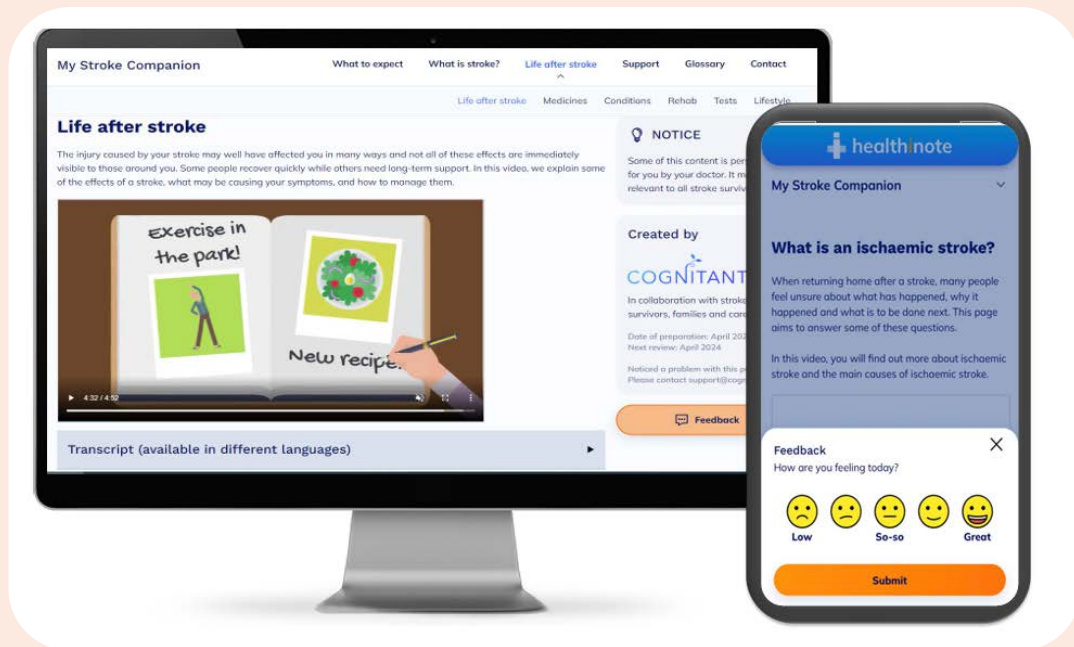 My Stroke Companion
What to expect What is stroke? Life after stroke Support Glossary Contact
Life after stroke Medicines Conditions Rehab Tests Lifestyle
Life after stroke
The injury caused by your stroke may well have affected you in many ways and not all of these effects are immediately
visible to those around you. Some people recover quickly while others need long-term support. In this video, we explain some
of the effects of a stroke, what may be causing your symptoms, and how to manage them.
Exercise in
the park!
New recipe
4:32 / 4:52
Transcript (available in different languages)
NOTICE
Some of this content is per
for you by your doctor. It m
relevant to all stroke surviv
Created by
COGNITANT
In collaboration with stroke
survivors, families and care
Date of preparation: April 202
Next review: April 2024
Noticed a problem with this p
Please contact support@cogn
Feedback
healthinote
My Stroke Companion
What is an ischaemic stroke?
When returning home after a stroke, many people
feel unsure about what has happened, why it
happened and what is to be done next. This page
aims to answer some of these questions.
In this video, you will find out more about ischaemic
stroke and the main causes of ischaemic stroke.
Feedback
How are you feeling today?
Low So-so Great
Submit